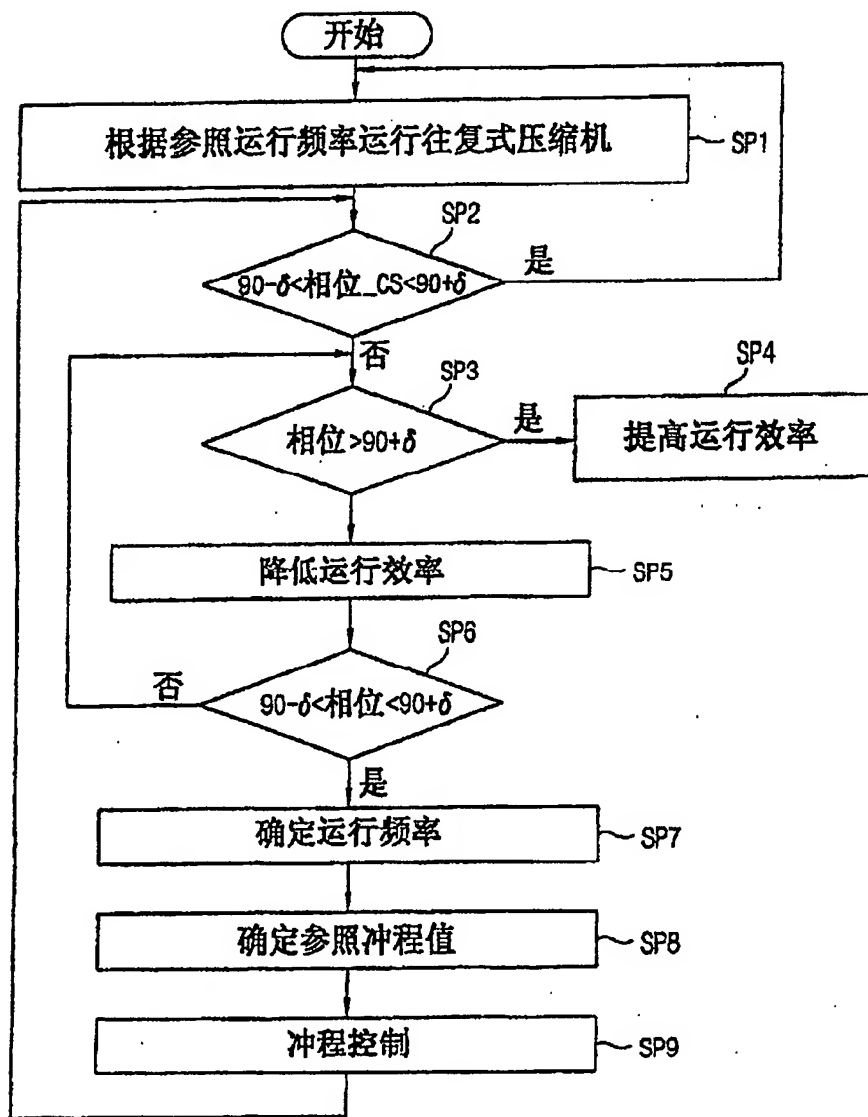 开始
根据参照运行频率运行往复式压缩机
SP1
SP2
90-δ<相位_CS<90+δ
是
否
SP3
相位>90+δ
是
SP4
提高运行效率
降低运行效率
SP5
SP6
90-δ<相位<90+δ
否
是
确定运行频率
SP7
确定参照冲程值
SP8
冲程控制
SP9